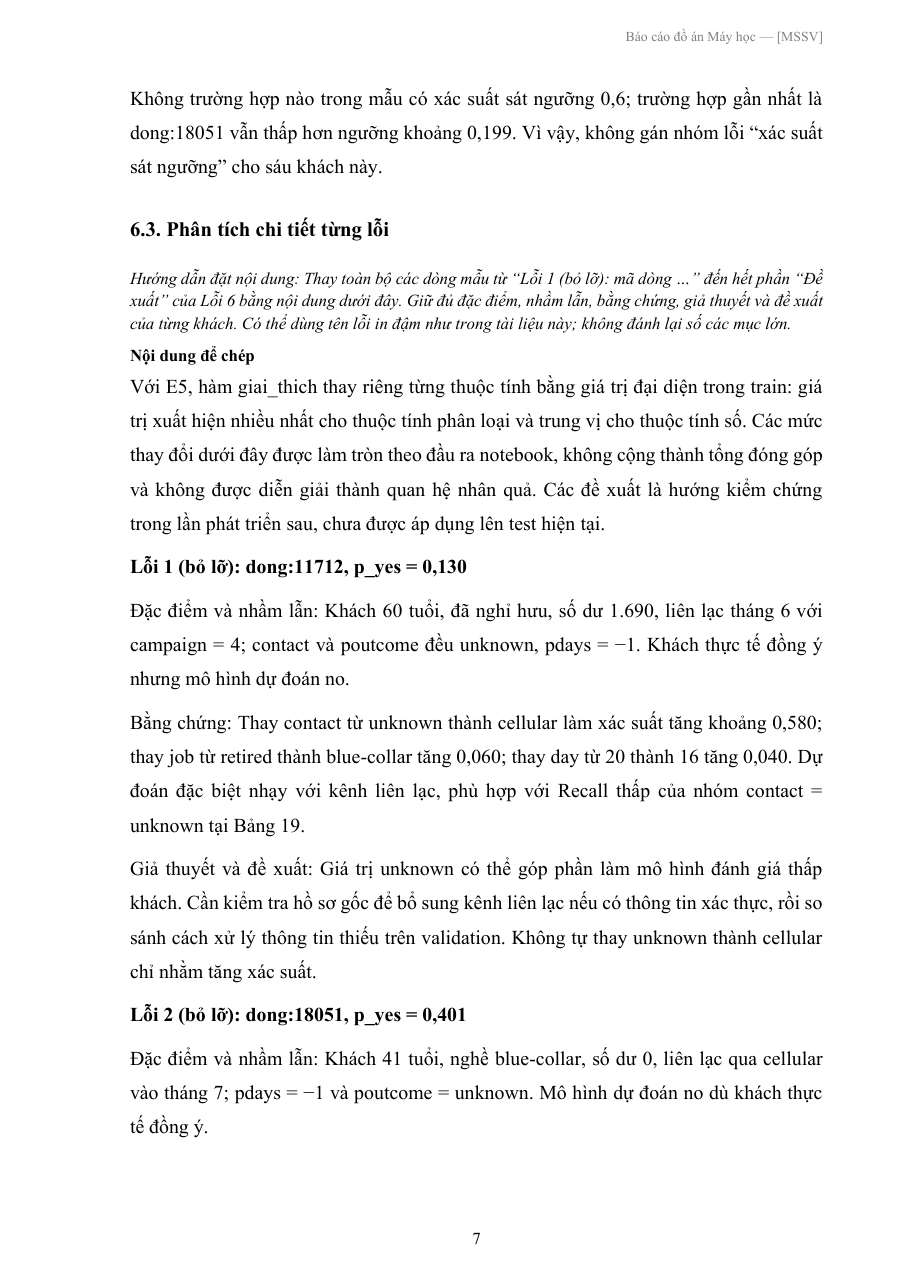 Báo cáo đồ án Máy học — [MSSV]
Không trường hợp nào trong mẫu có xác suất sát ngưỡng 0,6; trường hợp gần nhất là
dong:18051 vẫn thấp hơn ngưỡng khoảng 0,199. Vì vậy, không gán nhóm lỗi “xác suất
sát ngưỡng” cho sáu khách này.
6.3. Phân tích chi tiết từng lỗi
Hướng dẫn đặt nội dung: Thay toàn bộ các dòng mẫu từ “Lỗi 1 (bỏ lỡ): mã dòng ...” đến hết phần “Đề
xuất” của Lỗi 6 bằng nội dung dưới đây. Giữ đủ đặc điểm, nhầm lẫn, bằng chứng, giả thuyết và đề xuất
của từng khách. Có thể dùng tên lỗi in đậm như trong tài liệu này; không đánh lại số các mục lớn.
Nội dung để chép
Với E5, hàm giai_thich thay riêng từng thuộc tính bằng giá trị đại diện trong train: giá
trị xuất hiện nhiều nhất cho thuộc tính phân loại và trung vị cho thuộc tính số. Các mức
thay đổi dưới đây được làm tròn theo đầu ra notebook, không cộng thành tổng đóng góp
và không được diễn giải thành quan hệ nhân quả. Các đề xuất là hướng kiểm chứng
trong lần phát triển sau, chưa được áp dụng lên test hiện tại.
Lỗi 1 (bỏ lỡ): dong:11712, p_yes = 0,130
Đặc điểm và nhầm lẫn: Khách 60 tuổi, đã nghỉ hưu, số dư 1.690, liên lạc tháng 6 với
campaign = 4; contact và poutcome đều unknown, pdays = −1. Khách thực tế đồng ý
nhưng mô hình dự đoán no.
Bằng chứng: Thay contact từ unknown thành cellular làm xác suất tăng khoảng 0,580;
thay job từ retired thành blue-collar tăng 0,060; thay day từ 20 thành 16 tăng 0,040. Dự
đoán đặc biệt nhạy với kênh liên lạc, phù hợp với Recall thấp của nhóm contact =
unknown tại Bảng 19.
Giả thuyết và đề xuất: Giá trị unknown có thể góp phần làm mô hình đánh giá thấp
khách. Cần kiểm tra hồ sơ gốc để bổ sung kênh liên lạc nếu có thông tin xác thực, rồi so
sánh cách xử lý thông tin thiếu trên validation. Không tự thay unknown thành cellular
chỉ nhằm tăng xác suất.
Lỗi 2 (bỏ lỡ): dong:18051, p_yes = 0,401
Đặc điểm và nhầm lẫn: Khách 41 tuổi, nghề blue-collar, số dư 0, liên lạc qua cellular
vào tháng 7; pdays = −1 và poutcome = unknown. Mô hình dự đoán no dù khách thực
tế đồng ý.
7